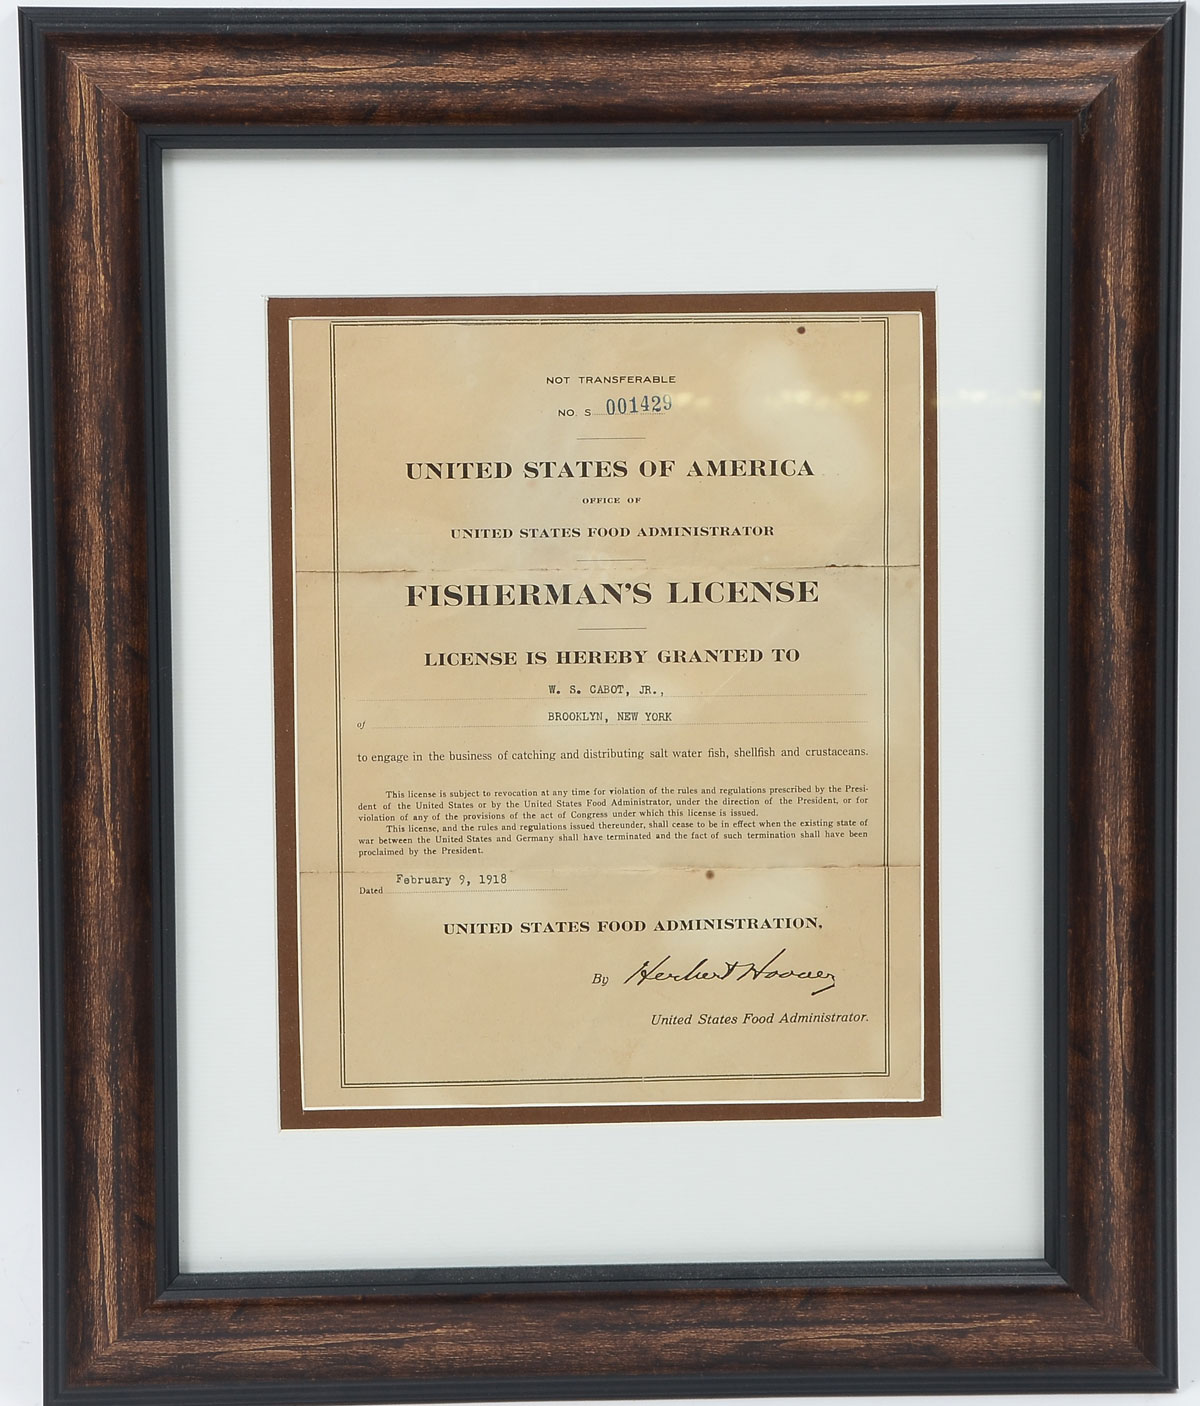 NOT TRANSFERABLE
NO. S 001429
UNITED STATES OF AMERICA
OFFICE OF
UNITED STATES FOOD ADMINISTRATOR
FISHERMAN'S LICENSE
LICENSE IS HEREBY GRANTED TO
W. S. CABOT, JR.,
of BROOKLYN, NEW YORK
to engage in the business of catching and distributing salt water fish, shellfish and crustaceans.
This license is subject to revocation at any time for violation of the rules and regulations prescribed by the Presi-
dent of the United States or by the United States Food Administrator, under the direction of the President, or for
violation of any of the provisions of the act of Congress under which this license is issued.
This license, and the rules and regulations issued thereunder, shall cease to be in effect when the existing state of
war between the United States and Germany shall have terminated and the fact of such termination shall have been
proclaimed by the President.
Dated February 9, 1918
UNITED STATES FOOD ADMINISTRATION,
By Herbert Hoover
United States Food Administrator.